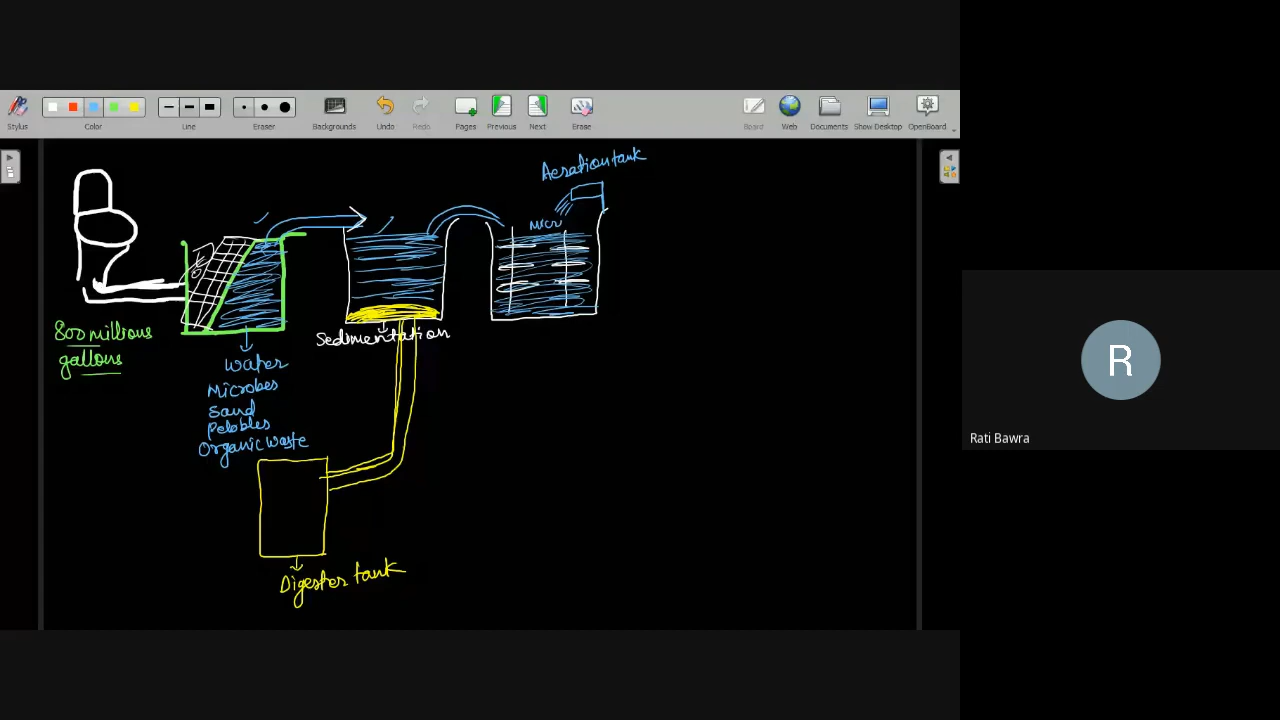 Stylus
Color
Line
Eraser
Backgrounds
Undo
Redo
Pages
Previous
Next
Erase
Board
Web
Documents
Show Desktop
OpenBoard
Aeration tank
Micr
800 millions
gallons
Sedimentation
Water
Microbes
Sand
Pebbles
Organic waste
Digester tank
R
Rati Bawra